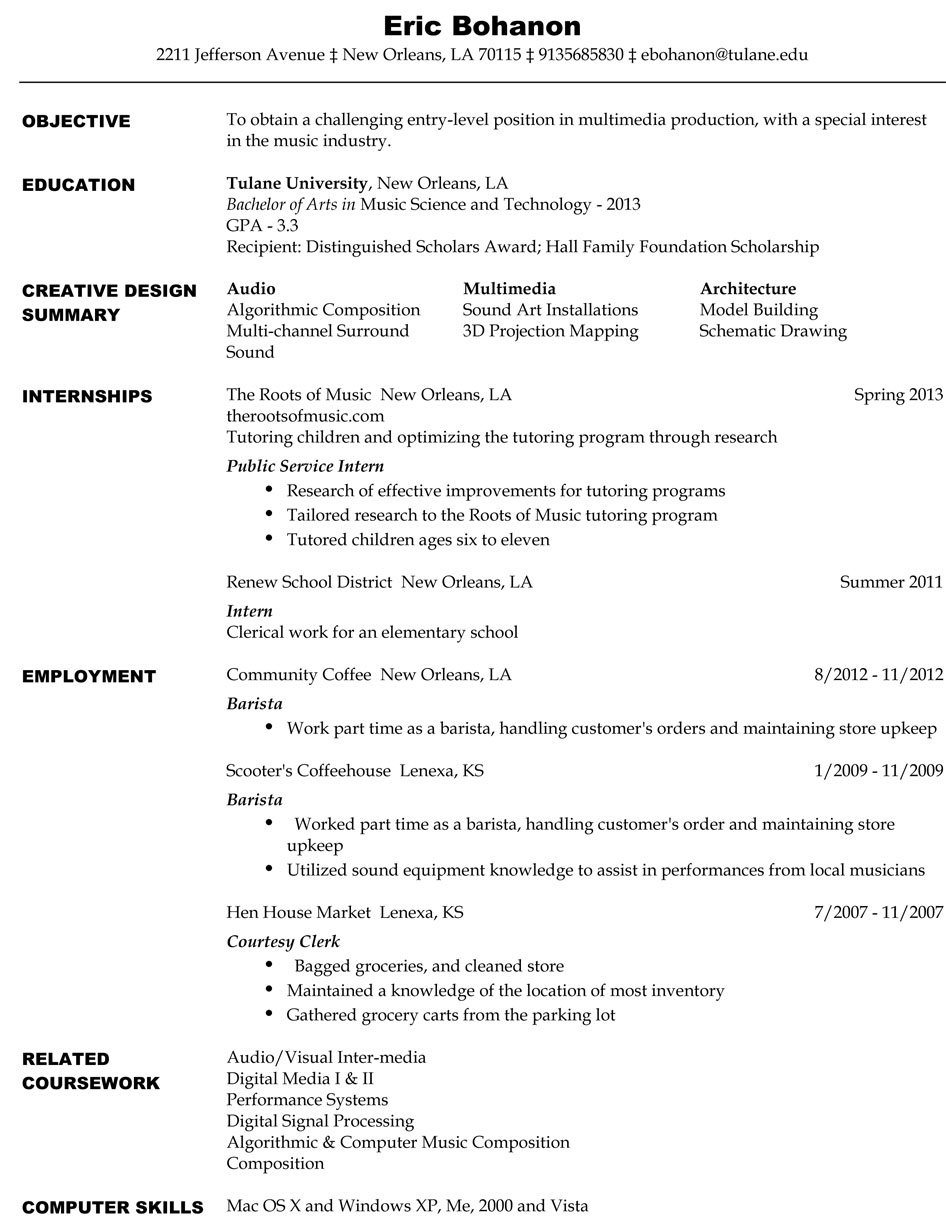 Eric Bohanon
2211 Jefferson Avenue ‡ New Orleans, LA 70115 ‡ 9135685830 ‡ ebohanon@tulane.edu
OBJECTIVE
To obtain a challenging entry-level position in multimedia production, with a special interest
in the music industry.
EDUCATION
Tulane University, New Orleans, LA
Bachelor of Arts in Music Science and Technology - 2013
GPA - 3.3
Recipient: Distinguished Scholars Award; Hall Family Foundation Scholarship
CREATIVE DESIGN
SUMMARY
Audio
Algorithmic Composition
Multi-channel Surround
Sound
Multimedia
Sound Art Installations
3D Projection Mapping
Architecture
Model Building
Schematic Drawing
INTERNSHIPS
The Roots of Music New Orleans, LA Spring 2013
therootsofmusic.com
Tutoring children and optimizing the tutoring program through research
Public Service Intern
• Research of effective improvements for tutoring programs
• Tailored research to the Roots of Music tutoring program
• Tutored children ages six to eleven
Renew School District New Orleans, LA Summer 2011
Intern
Clerical work for an elementary school
EMPLOYMENT
Community Coffee New Orleans, LA 8/2012 - 11/2012
Barista
• Work part time as a barista, handling customer's orders and maintaining store upkeep
Scooter's Coffeehouse Lenexa, KS 1/2009 - 11/2009
Barista
• Worked part time as a barista, handling customer's order and maintaining store
upkeep
• Utilized sound equipment knowledge to assist in performances from local musicians
Hen House Market Lenexa, KS 7/2007 - 11/2007
Courtesy Clerk
• Bagged groceries, and cleaned store
• Maintained a knowledge of the location of most inventory
• Gathered grocery carts from the parking lot
RELATED
COURSEWORK
Audio/Visual Inter-media
Digital Media I & II
Performance Systems
Digital Signal Processing
Algorithmic & Computer Music Composition
Composition
COMPUTER SKILLS
Mac OS X and Windows XP, Me, 2000 and Vista